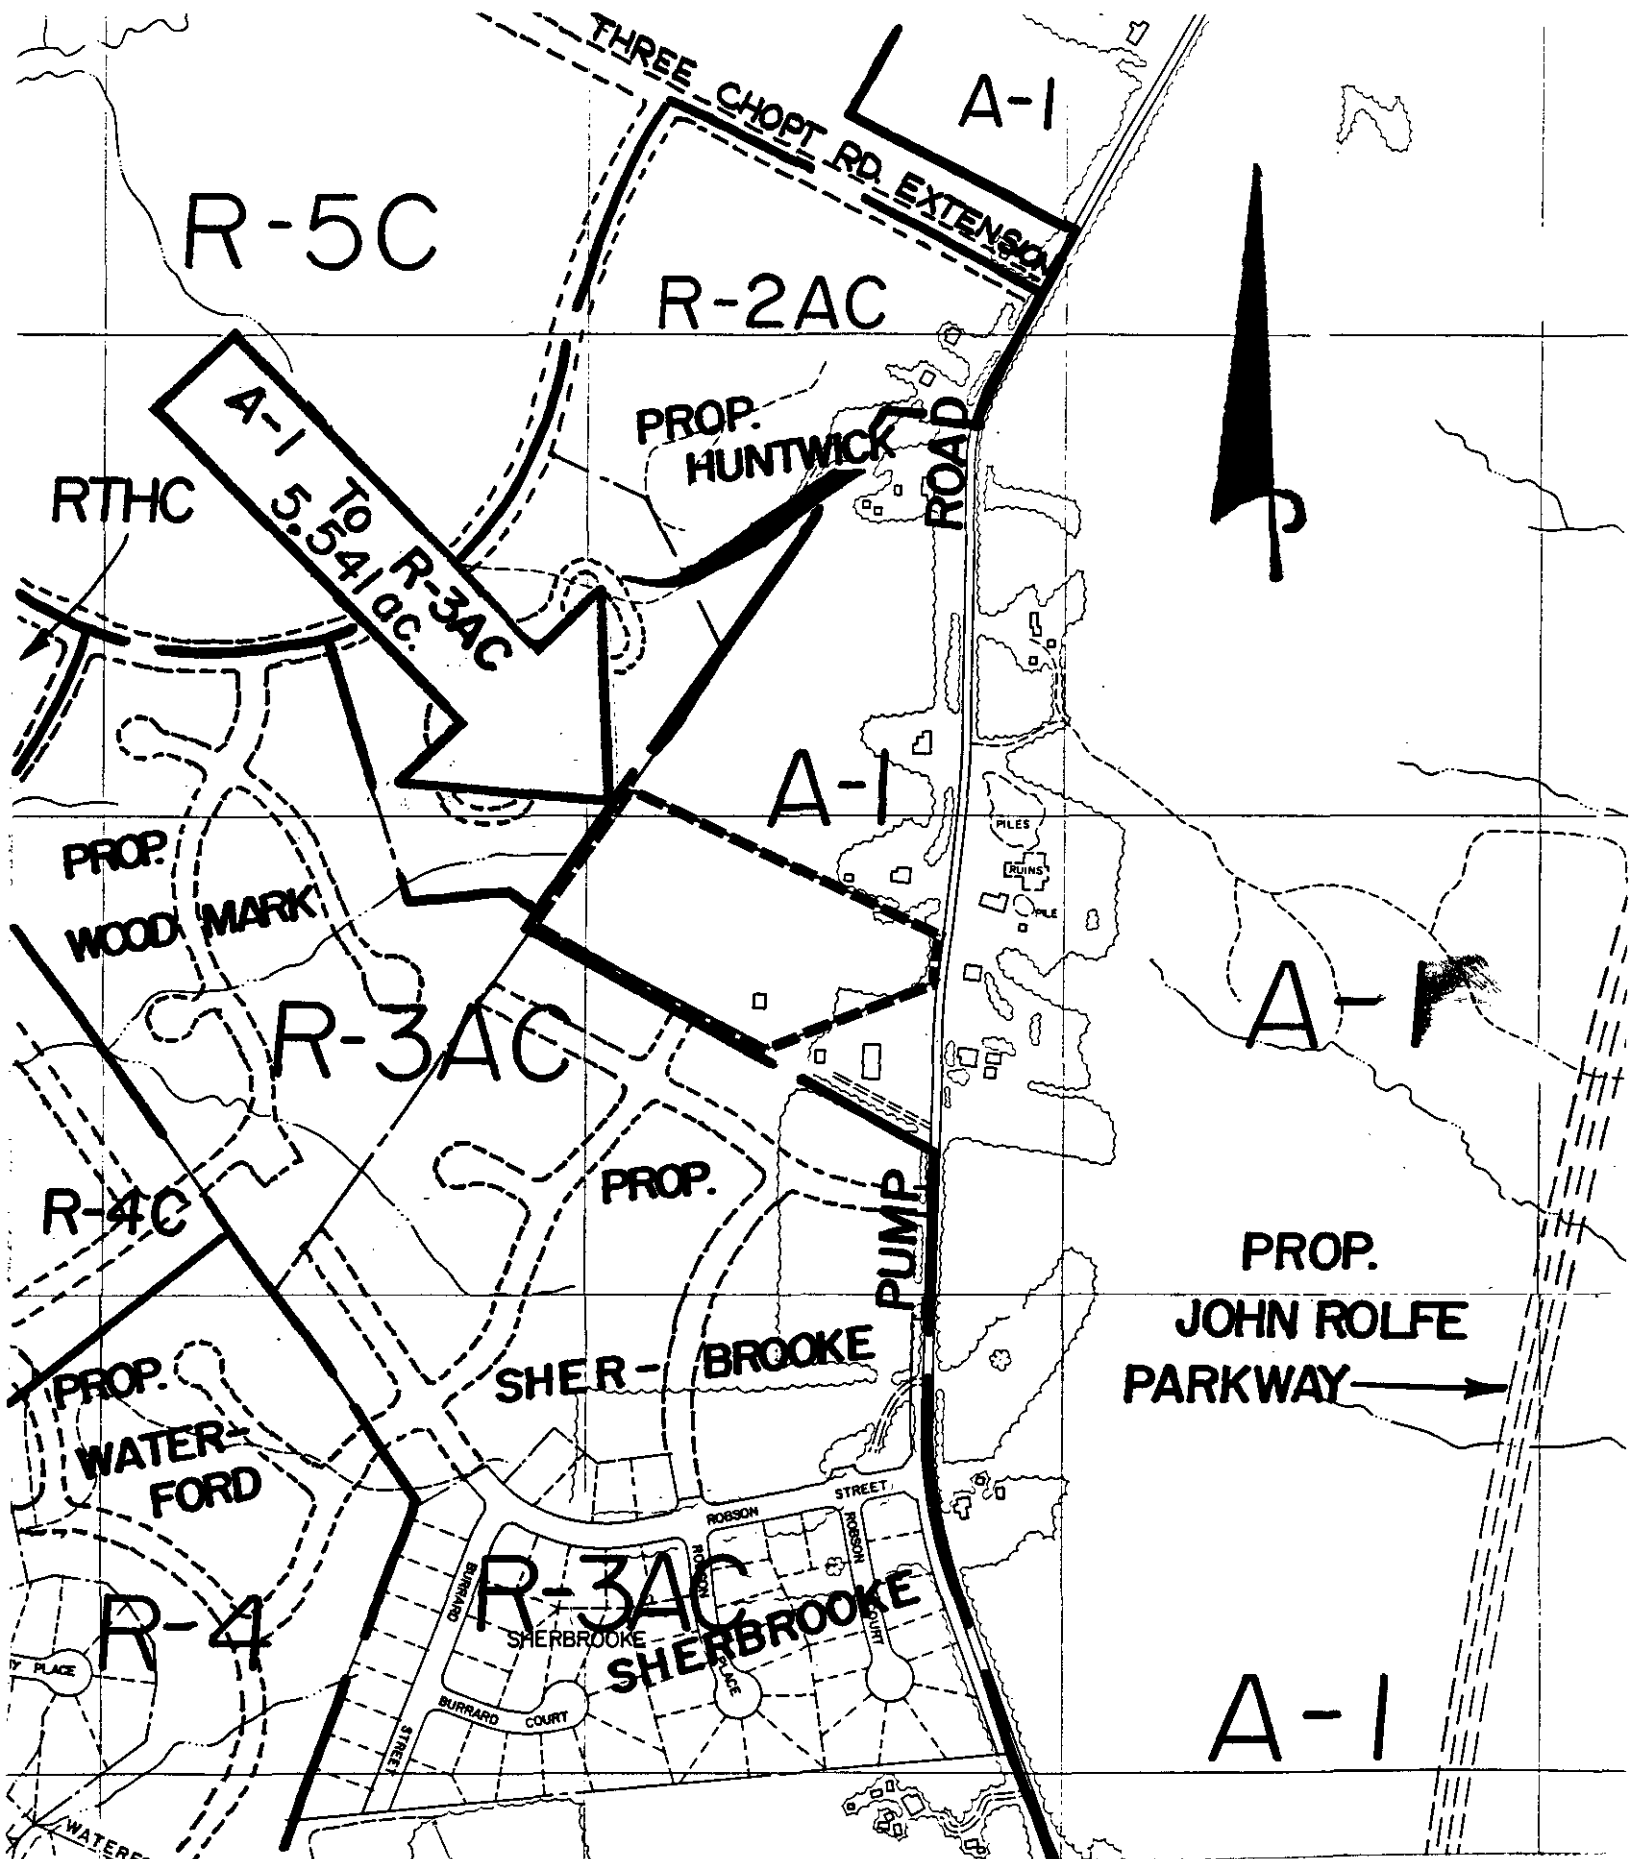 THREE CHOPT RD. EXTENSION
A-1
R-5C
R-2AC
A-1 TO R-3AC
5.541 ac.
PROP.
HUNTWICK
ROAD
RTHC
A-1
PILES
RUINS
PILE
PROP.
WOOD MARK
R-3AC
A-1
R-4C
PROP.
PUMP
PROP.
JOHN ROLFE
PARKWAY
SHER- BROOKE
PROP.
WATER-
FORD
ROBSON STREET
ROBSON
PLACE
ROBSON
COURT
BURRARD
STREET
R-3AC
SHERBROOKE
SHERBROOKE
R-4
PLACE
BURRARD COURT
A-1